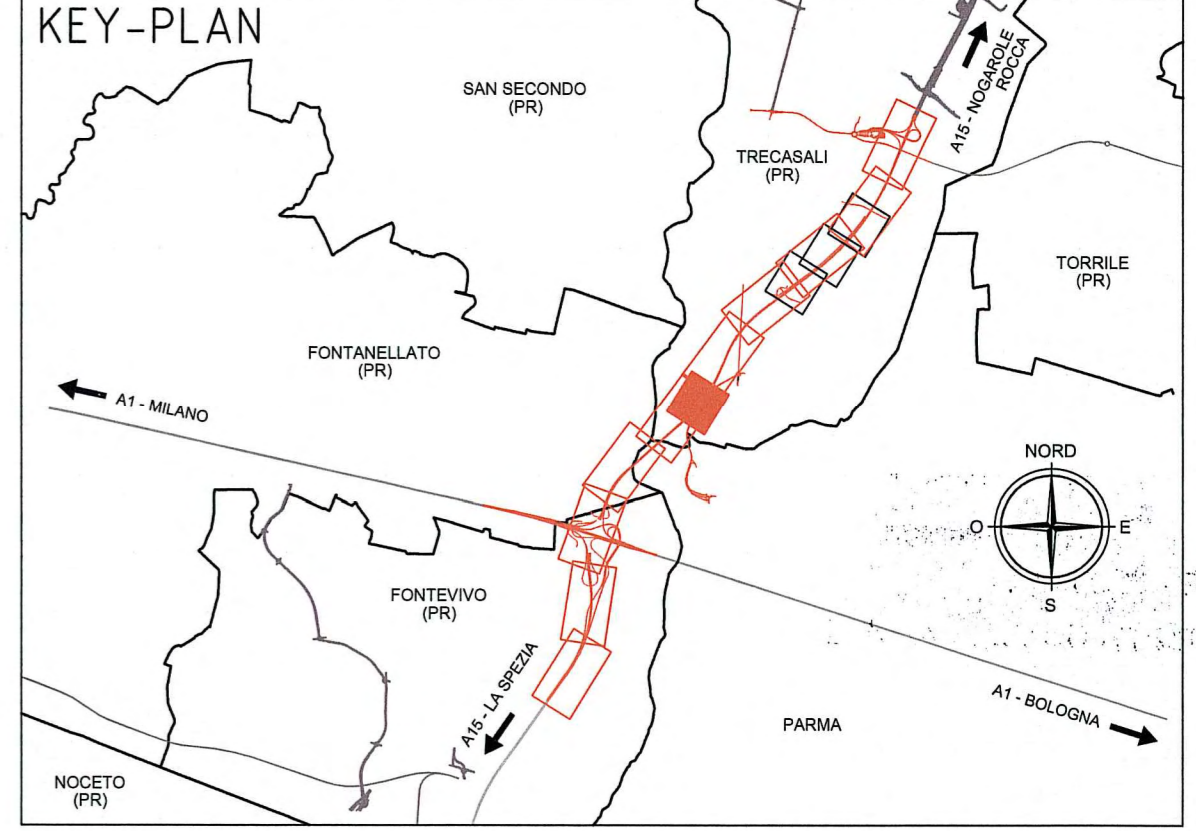 KEY-PLAN
SAN SECONDO
(PR)
A15 - NOGAROLE
ROCCA
TRECASALI
(PR)
TORRILE
(PR)
FONTANELLATO
(PR)
A1 - MILANO
NORD
O
E
S
FONTEVIVO
(PR)
A15 - LA SPEZIA
A1 - BOLOGNA
PARMA
NOCETO
(PR)